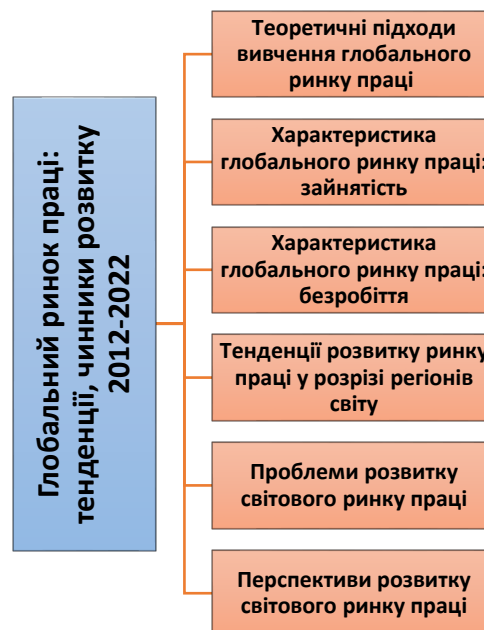 Глобальний ринок праці:
тенденції, чинники розвитку
2012-2022
Теоретичні підходи
вивчення глобального
ринку праці
Характеристика
глобального ринку праці:
зайнятість
Характеристика
глобального ринку праці:
безробіття
Тенденції розвитку ринку
праці у розрізі регіонів
світу
Проблеми розвитку
світового ринку праці
Перспективи розвитку
світового ринку праці